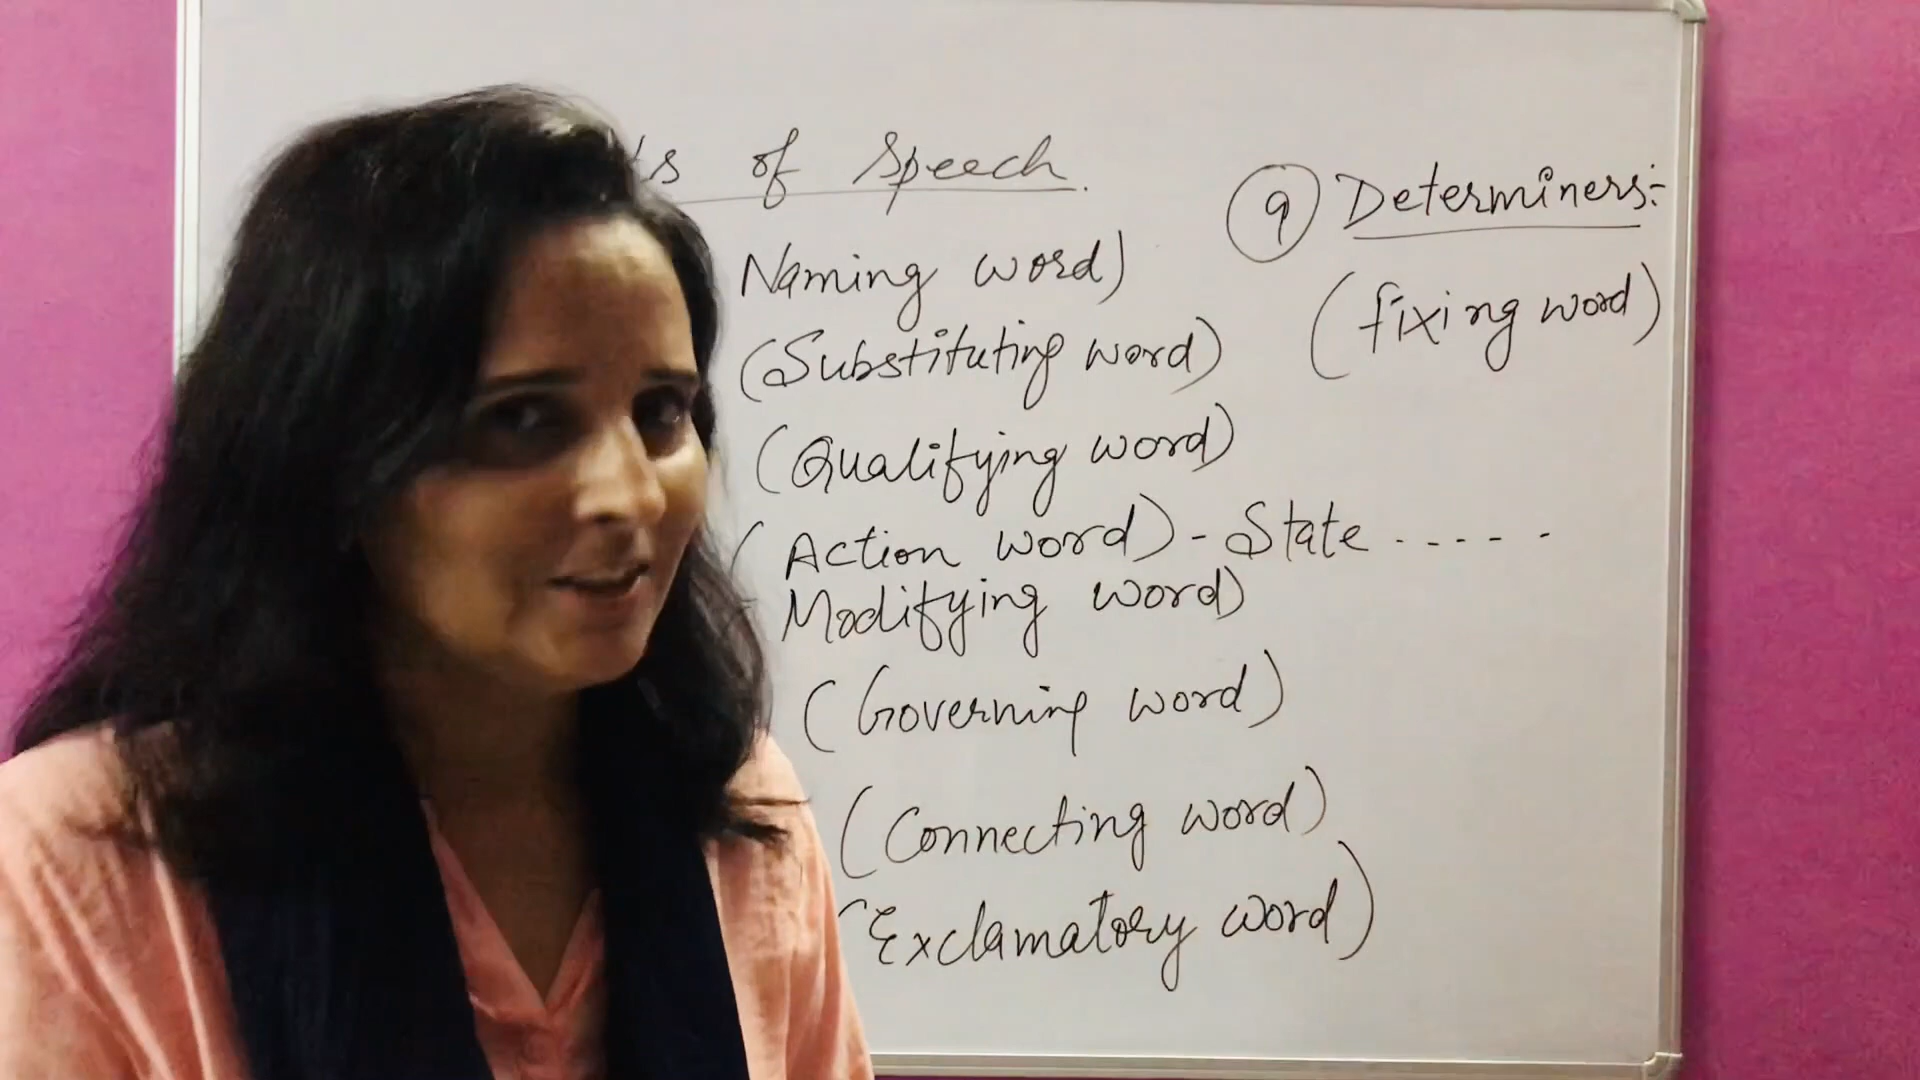 of Speech.
Naming word)
(Substituting word)
(Qualifying word)
(Action word) - State -----
Modifying word)
(Governing word)
(Connecting word)
(Exclamatory word)
9 Determiners:-
(fixing word)